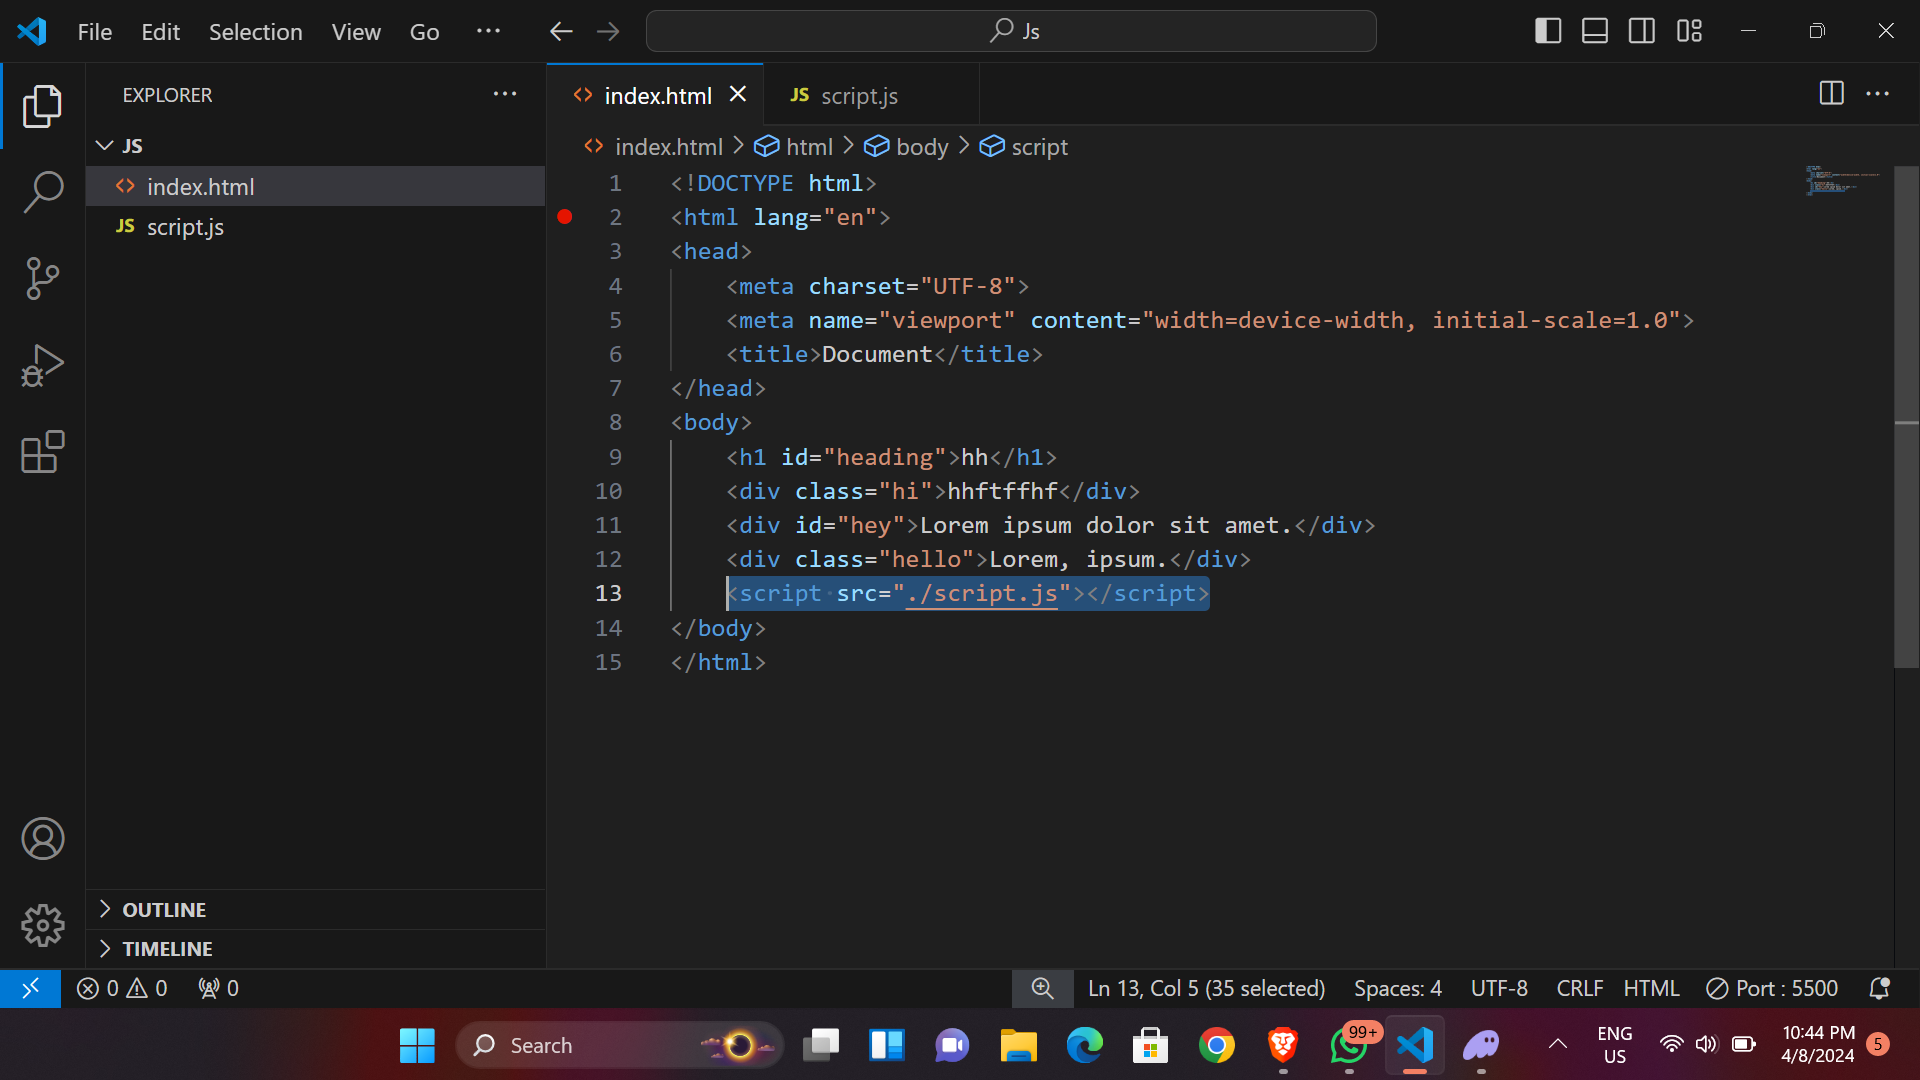 File Edit Selection View Go ··· Js
EXPLORER ···
JS
index.html
JS script.js
OUTLINE
TIMELINE
index.html JS script.js ···
index.html > html > body > script
1 <!DOCTYPE html>
2 <html lang="en">
3 <head>
4 <meta charset="UTF-8">
5 <meta name="viewport" content="width=device-width, initial-scale=1.0">
6 <title>Document</title>
7 </head>
8 <body>
9 <h1 id="heading">hh</h1>
10 <div class="hi">hhftffhf</div>
11 <div id="hey">Lorem ipsum dolor sit amet.</div>
12 <div class="hello">Lorem, ipsum.</div>
13 <script src="./script.js"></script>
14 </body>
15 </html>
0 0 0 Ln 13, Col 5 (35 selected) Spaces: 4 UTF-8 CRLF HTML Port : 5500
Search 99+ ENG US 10:44 PM 4/8/2024 5